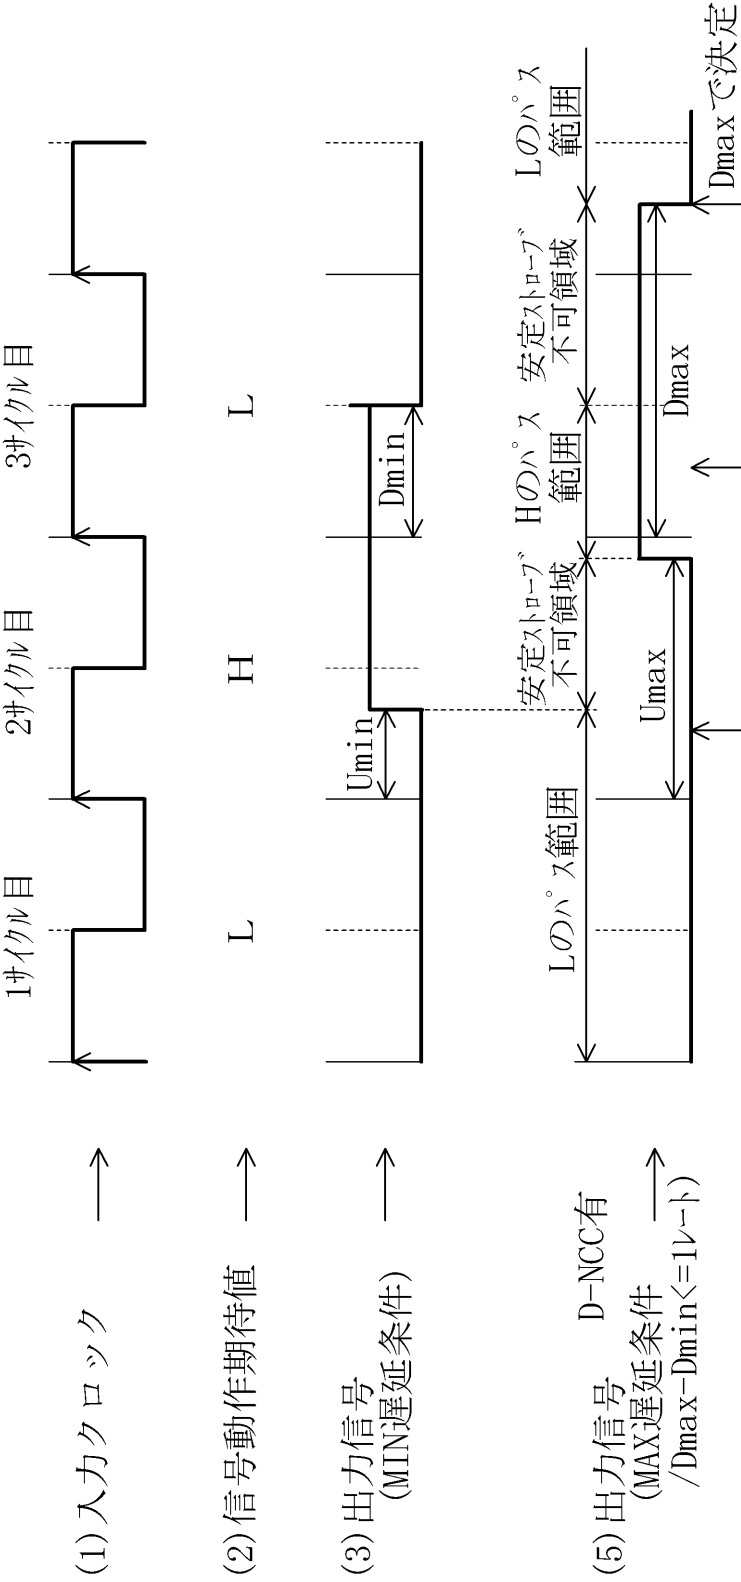 1サイクル目
2サイクル目
3サイクル目
(1)入力クロック
(2)信号動作期待値
L
H
L
(3)出力信号
(MIN遅延条件)
Umin
Dmin
Lのパス範囲
安定ストローブ
不可領域
Hのパス
範囲
安定ストローブ
不可領域
Lのパス
範囲
D-NCC有
(5)出力信号
(MAX遅延条件
/Dmax-Dmin<=1レート)
Umax
Dmax
Dmaxで決定